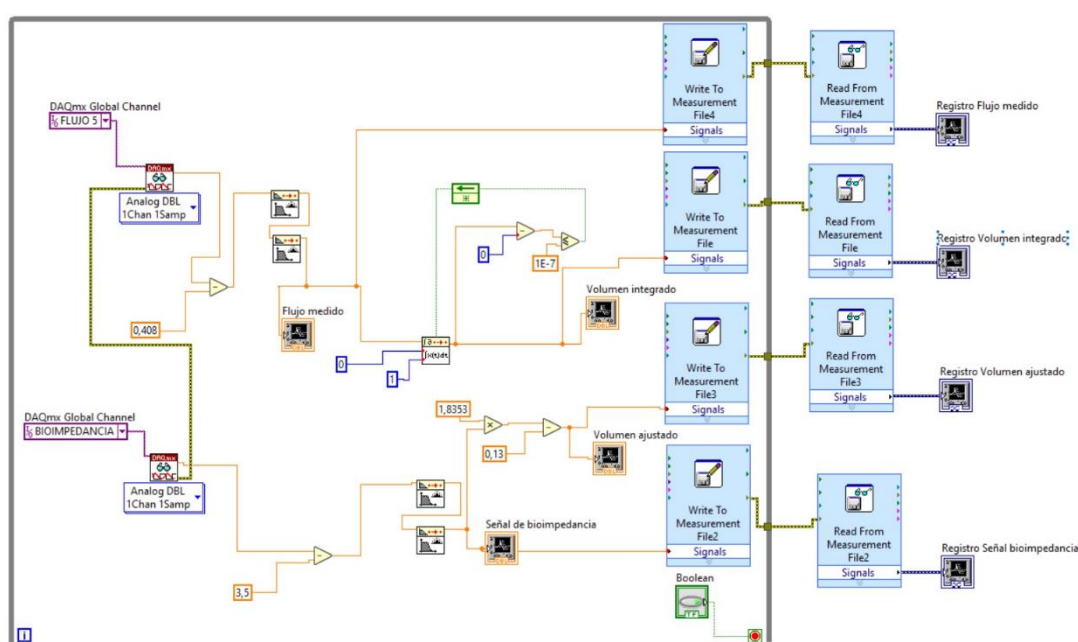 DAQmx Global Channel
FLUJO 5
DAQmx
Analog DBL
1Chan 1Samp
0,408
Flujo medido
0
1E-7
Volumen integrado
0
1
∫x(t)dt
DAQmx Global Channel
BIOIMPEDANCIA
DAQmx
Analog DBL
1Chan 1Samp
3,5
1,8353
0,13
Volumen ajustado
Señal de bioimpedancia
Write To
Measurement
File4
Signals
Read From
Measurement
File4
Signals
Registro Flujo medido
Write To
Measurement
File
Signals
Read From
Measurement
File
Signals
Registro Volumen integrado
Write To
Measurement
File3
Signals
Read From
Measurement
File3
Signals
Registro Volumen ajustado
Write To
Measurement
File2
Signals
Read From
Measurement
File2
Signals
Registro Señal bioimpedancia
Boolean
TF
i